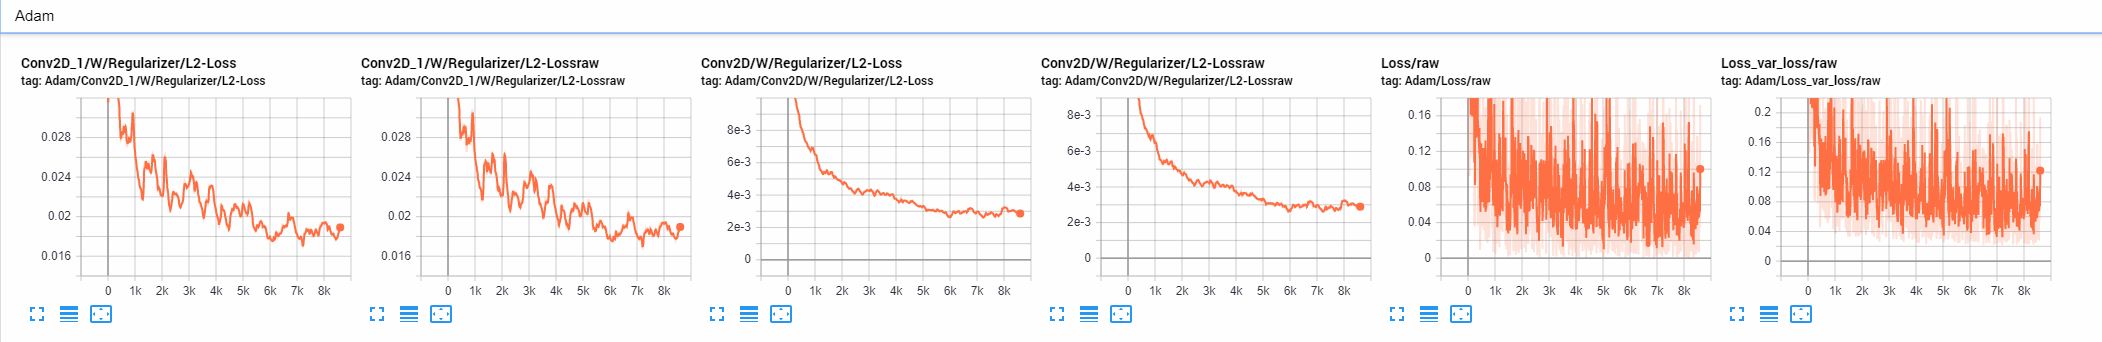 Adam
Conv2D_1/W/Regularizer/L2-Loss
tag: Adam/Conv2D_1/W/Regularizer/L2-Loss
0.028
0.024
0.02
0.016
0 1k 2k 3k 4k 5k 6k 7k 8k
Conv2D_1/W/Regularizer/L2-Lossraw
tag: Adam/Conv2D_1/W/Regularizer/L2-Lossraw
0.028
0.024
0.02
0.016
0 1k 2k 3k 4k 5k 6k 7k 8k
Conv2D/W/Regularizer/L2-Loss
tag: Adam/Conv2D/W/Regularizer/L2-Loss
8e-3
6e-3
4e-3
2e-3
0
0 1k 2k 3k 4k 5k 6k 7k 8k
Conv2D/W/Regularizer/L2-Lossraw
tag: Adam/Conv2D/W/Regularizer/L2-Lossraw
8e-3
6e-3
4e-3
2e-3
0
0 1k 2k 3k 4k 5k 6k 7k 8k
Loss/raw
tag: Adam/Loss/raw
0.16
0.12
0.08
0.04
0
0 1k 2k 3k 4k 5k 6k 7k 8k
Loss_var_loss/raw
tag: Adam/Loss_var_loss/raw
0.2
0.16
0.12
0.08
0.04
0
0 1k 2k 3k 4k 5k 6k 7k 8k